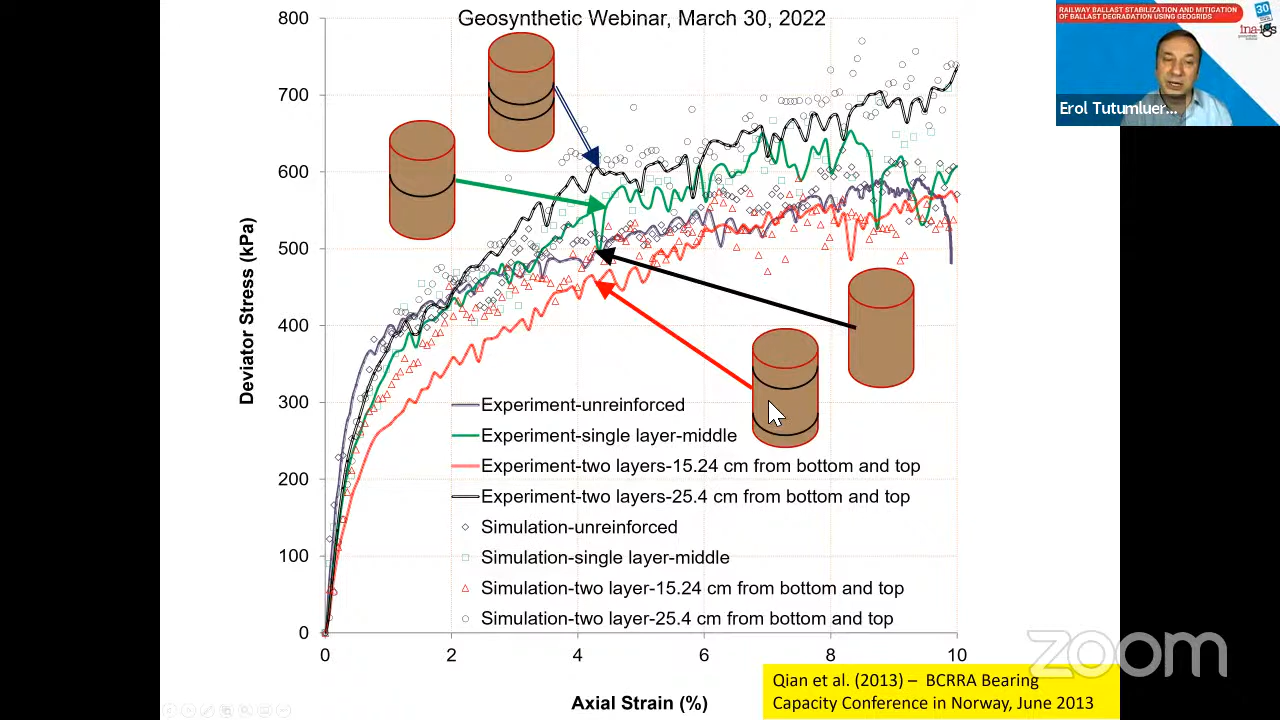 Geosynthetic Webinar, March 30, 2022
RAILWAY BALLAST STABILIZATION AND MITIGATION
OF BALLAST DEGRADATION USING GEOGRIDS
30
Erol Tutumluer...
800
700
600
500
400
300
200
100
0
Deviator Stress (kPa)
Experiment-unreinforced
Experiment-single layer-middle
Experiment-two layers-15.24 cm from bottom and top
Experiment-two layers-25.4 cm from bottom and top
Simulation-unreinforced
Simulation-single layer-middle
Simulation-two layer-15.24 cm from bottom and top
Simulation-two layer-25.4 cm from bottom and top
0 2 4 6 8 10
Axial Strain (%)
zoom
Qian et al. (2013) – BCRRA Bearing
Capacity Conference in Norway, June 2013